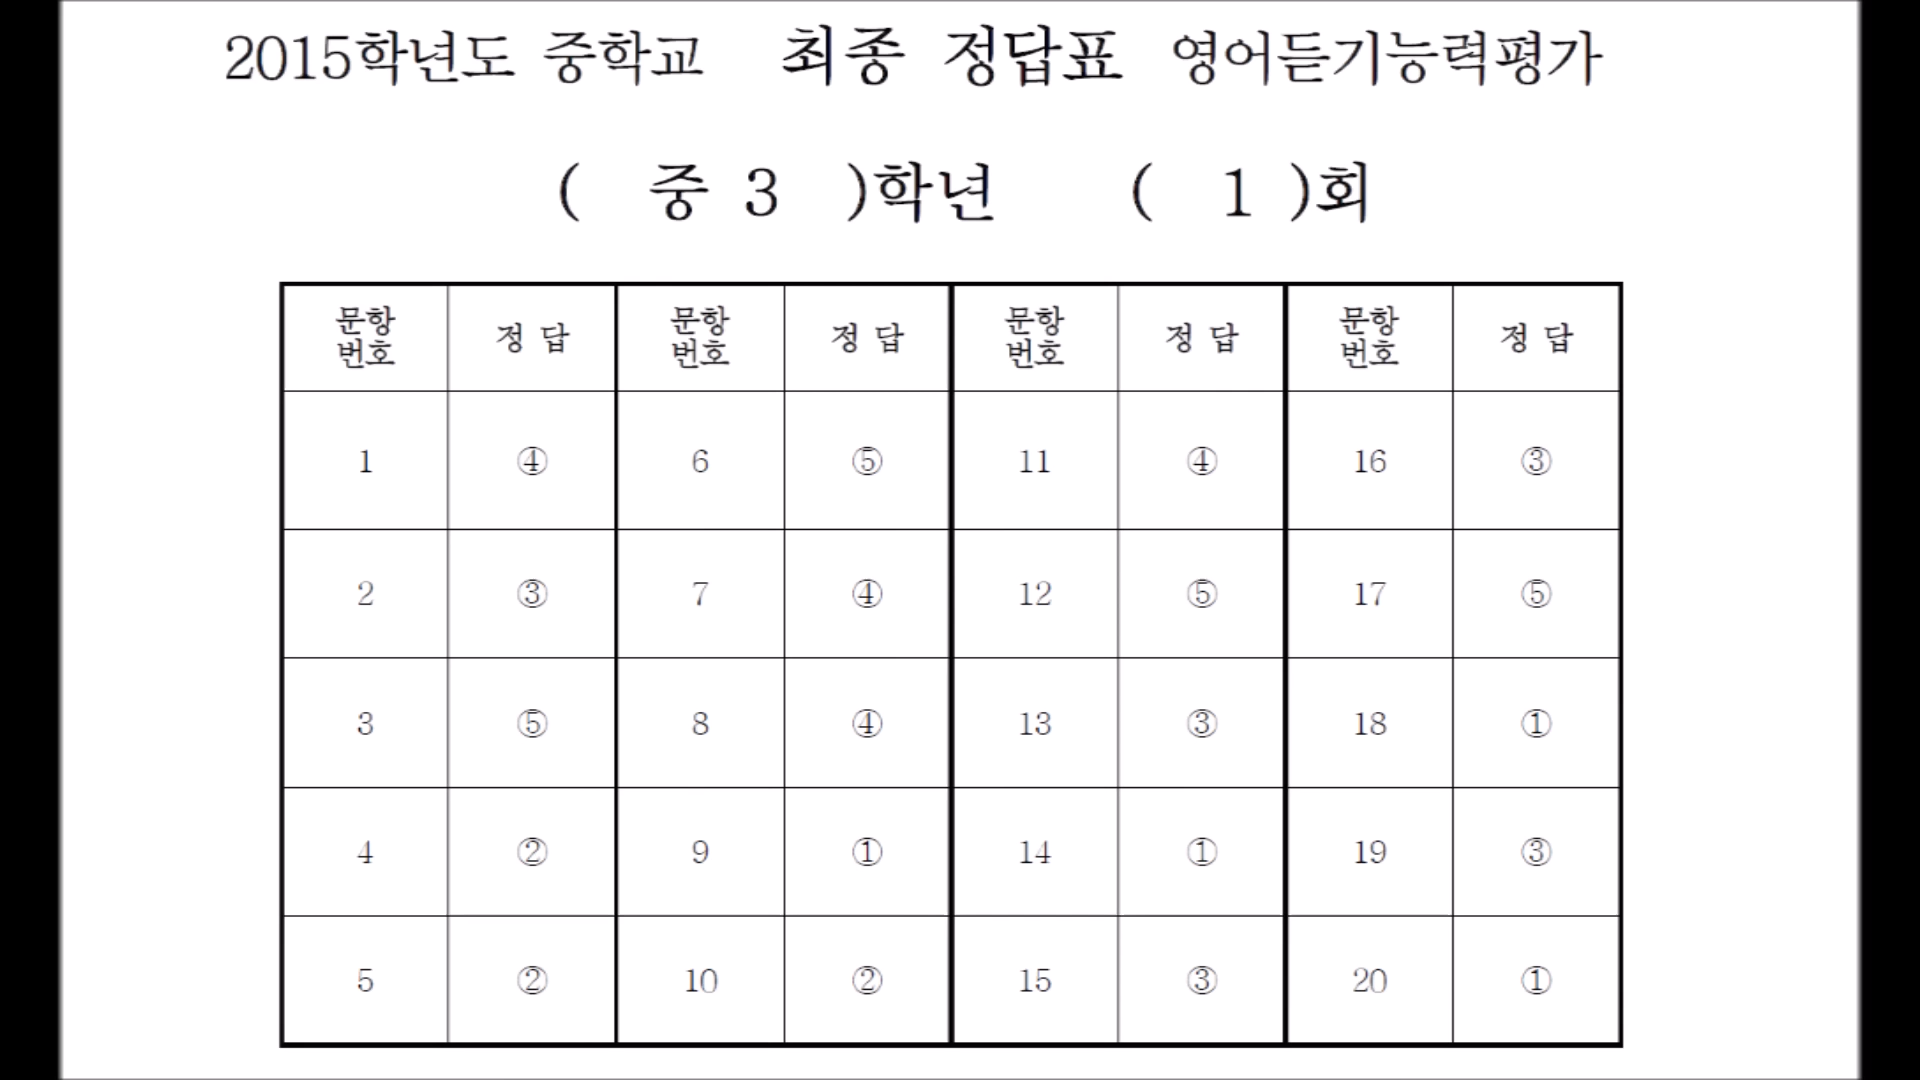 2015학년도 중학교 최종 정답표 영어듣기능력평가
( 중 3 )학년 ( 1 )회
문항번호 정 답 문항번호 정 답 문항번호 정 답 문항번호 정 답
1 ④ 6 ⑤ 11 ④ 16 ③
2 ③ 7 ④ 12 ⑤ 17 ⑤
3 ⑤ 8 ④ 13 ③ 18 ①
4 ② 9 ① 14 ① 19 ③
5 ② 10 ② 15 ③ 20 ①